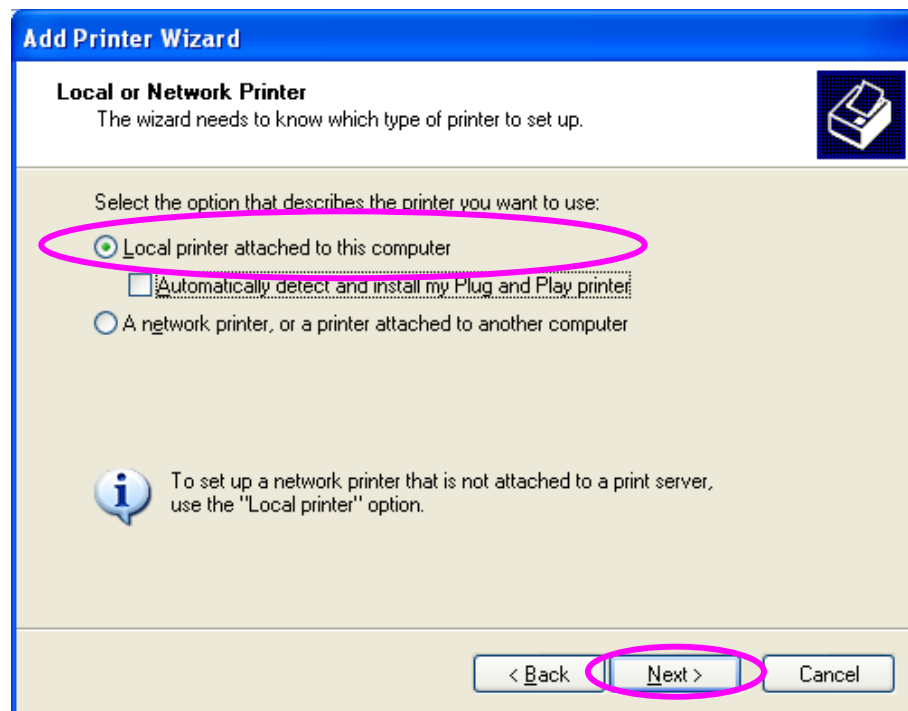 Add Printer Wizard
Local or Network Printer
The wizard needs to know which type of printer to set up.
Select the option that describes the printer you want to use:
Local printer attached to this computer
Automatically detect and install my Plug and Play printer
A network printer, or a printer attached to another computer
To set up a network printer that is not attached to a print server,
use the "Local printer" option.
< Back Next > Cancel